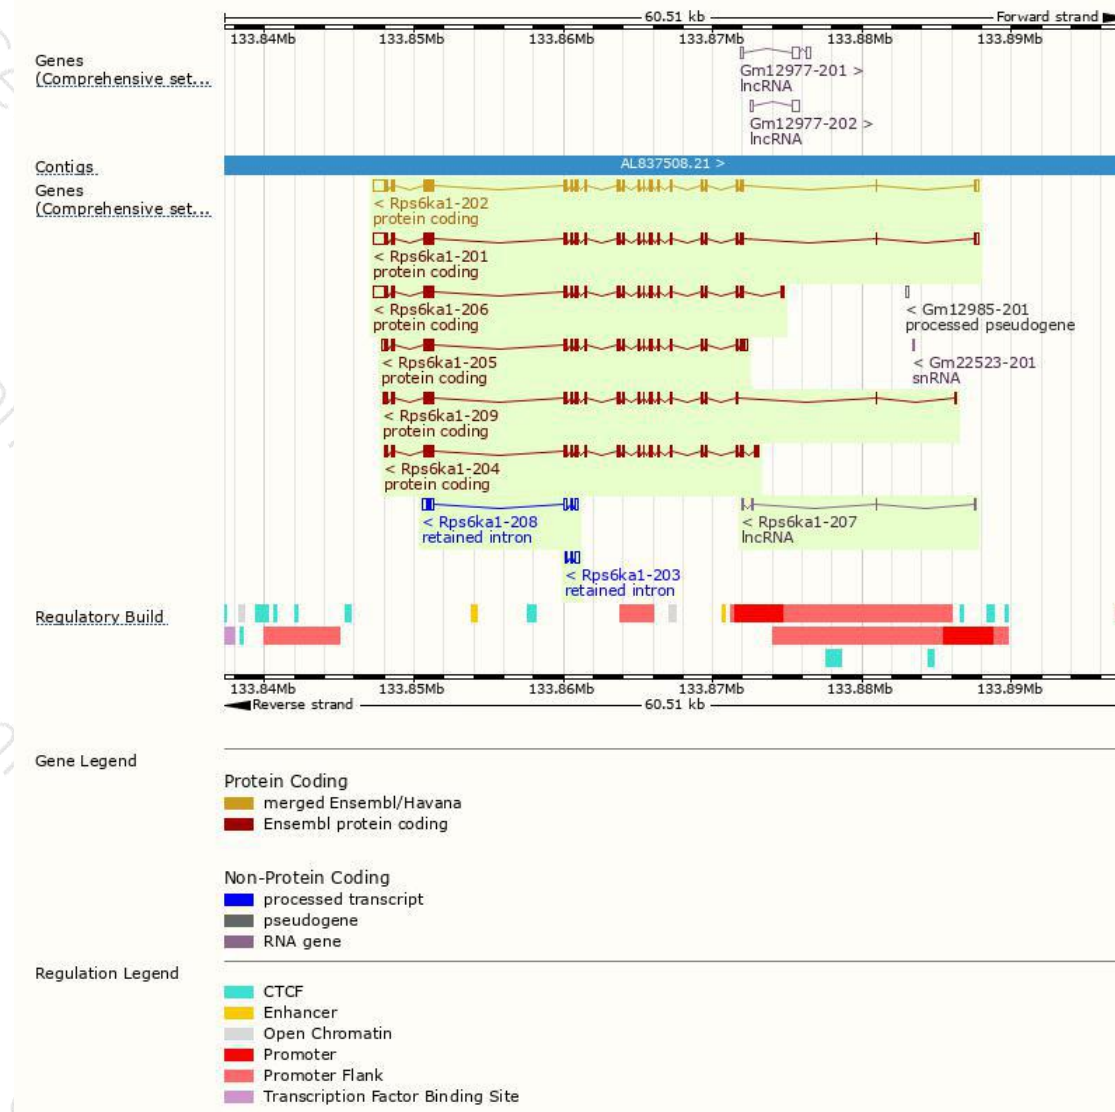 60.51 kb
Forward strand
133.84Mb 133.85Mb 133.86Mb 133.87Mb 133.88Mb 133.89Mb
Genes
(Comprehensive set...
Gm12977-201 >
lncRNA
Gm12977-202 >
lncRNA
Contigs
AL837508.21 >
Genes
(Comprehensive set...
< Rps6ka1-202
protein coding
< Rps6ka1-201
protein coding
< Rps6ka1-206
protein coding
< Gm12985-201
processed pseudogene
< Rps6ka1-205
protein coding
< Gm22523-201
snRNA
< Rps6ka1-209
protein coding
< Rps6ka1-204
protein coding
< Rps6ka1-208
retained intron
< Rps6ka1-207
lncRNA
< Rps6ka1-203
retained intron
Regulatory Build
133.84Mb 133.85Mb 133.86Mb 133.87Mb 133.88Mb 133.89Mb
Reverse strand
60.51 kb
Gene Legend
Protein Coding
merged Ensembl/Havana
Ensembl protein coding
Non-Protein Coding
processed transcript
pseudogene
RNA gene
Regulation Legend
CTCF
Enhancer
Open Chromatin
Promoter
Promoter Flank
Transcription Factor Binding Site